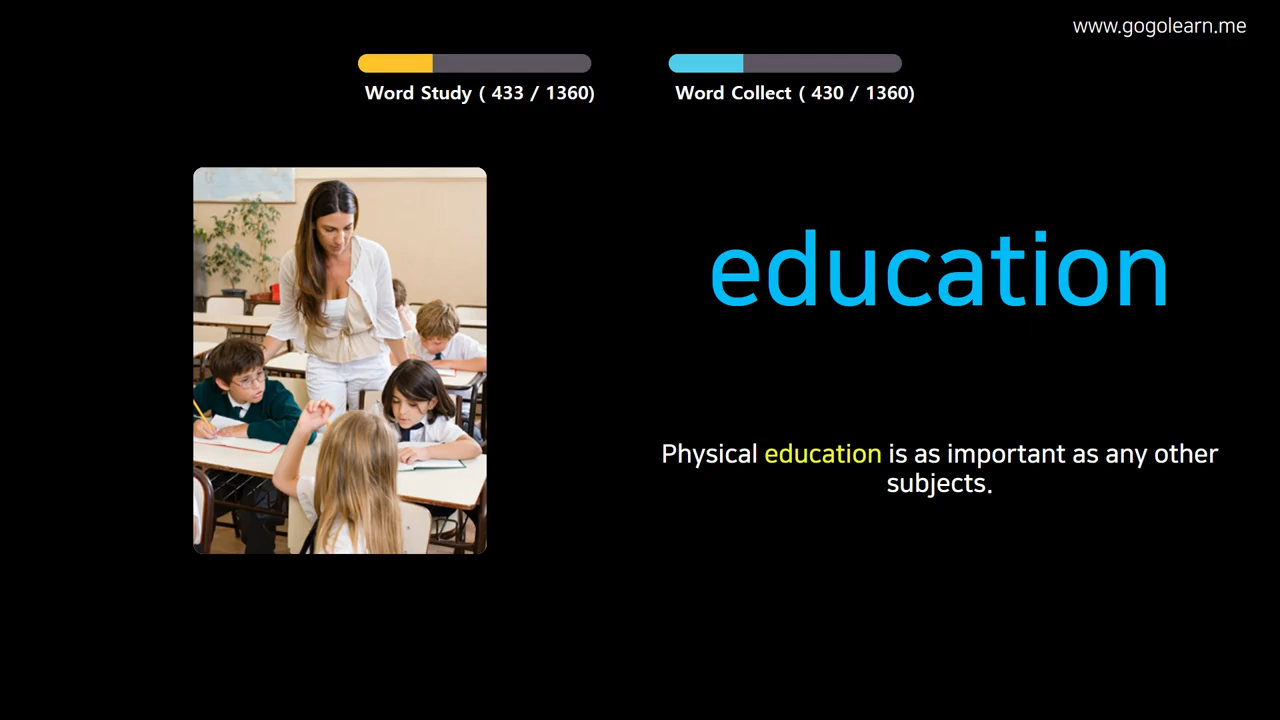 www.gogolearn.me
Word Study ( 433 / 1360)
Word Collect ( 430 / 1360)
education
Physical education is as important as any other
subjects.